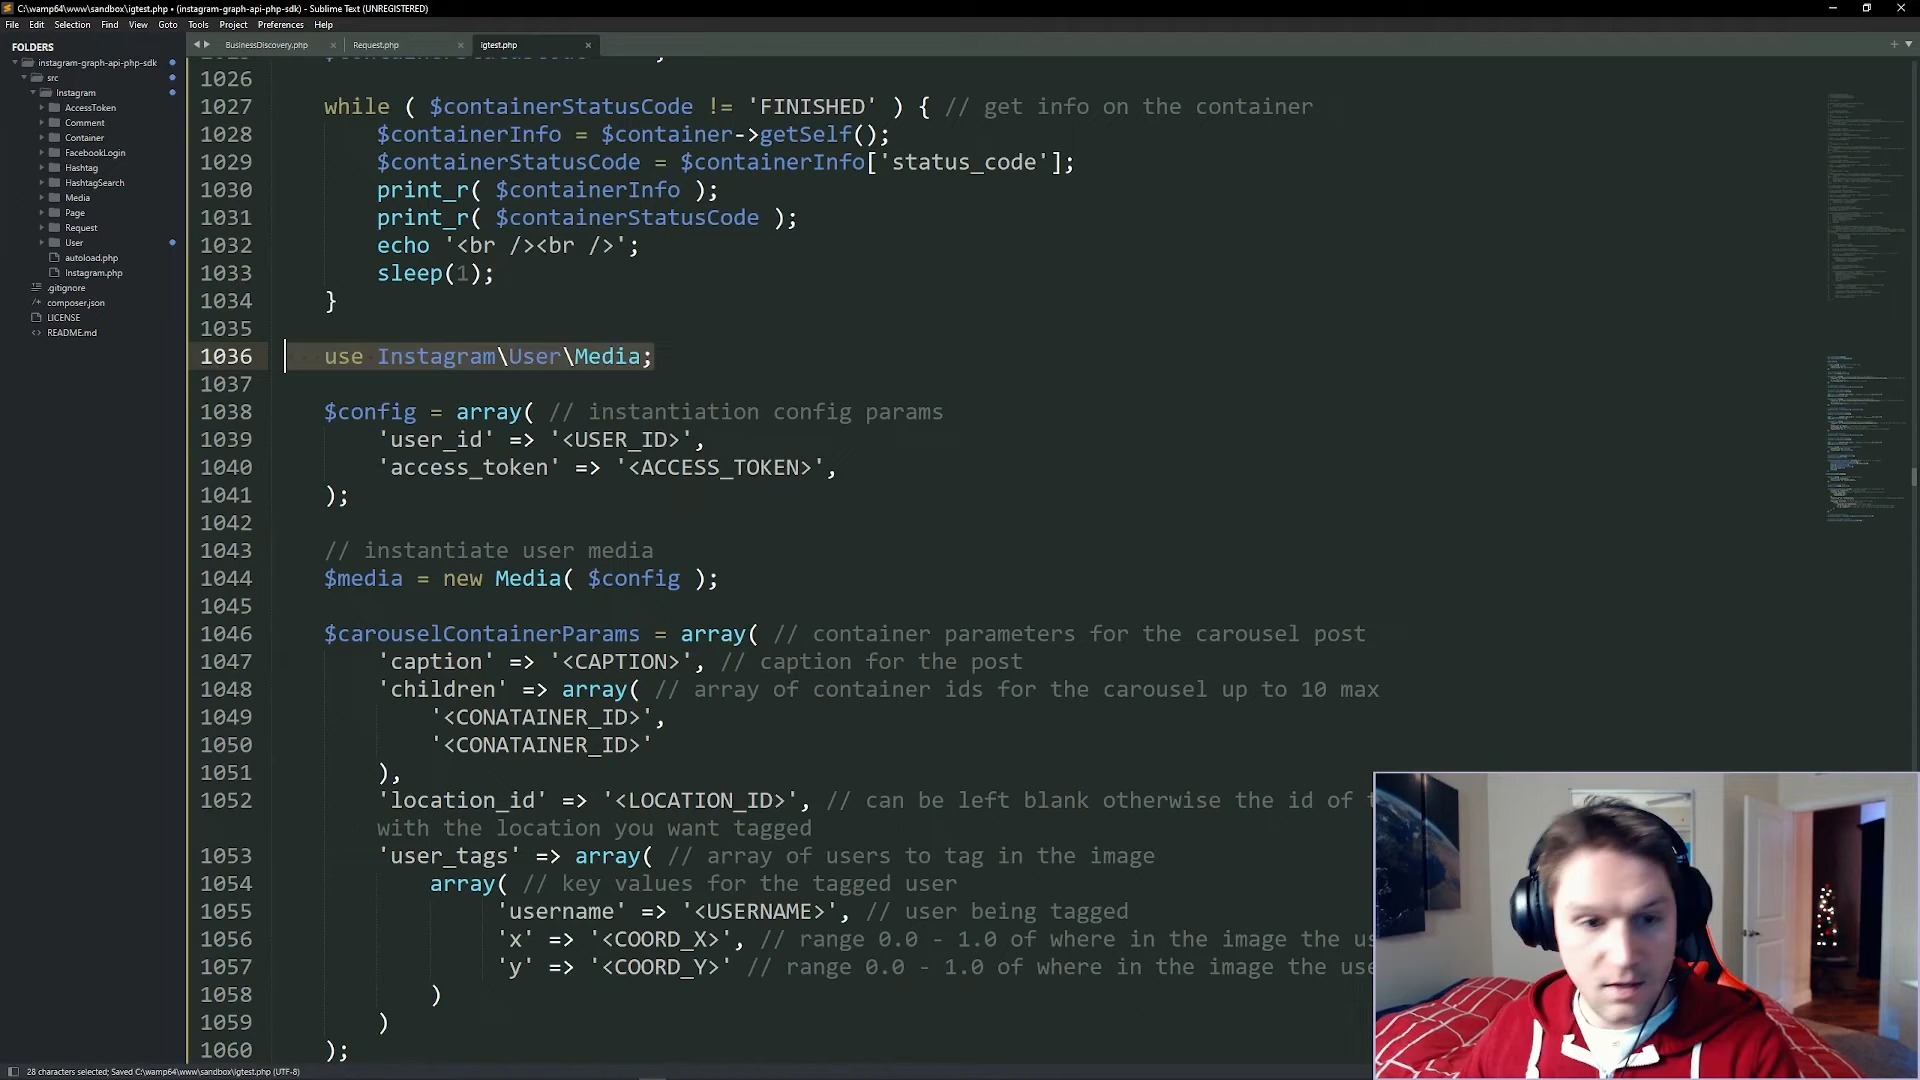 C:\wamp64\www\sandbox\igtest.php • (instagram-graph-api-php-sdk) - Sublime Text (UNREGISTERED)
File Edit Selection Find View Goto Tools Project Preferences Help
FOLDERS
instagram-graph-api-php-sdk
src
Instagram
AccessToken
Comment
Container
FacebookLogin
Hashtag
HashtagSearch
Media
Page
Request
User
autoload.php
Instagram.php
.gitignore
composer.json
LICENSE
README.md
BusinessDiscovery.php Request.php igtest.php
1026
1027 while ( $containerStatusCode != 'FINISHED' ) { // get info on the container
1028 $containerInfo = $container->getSelf();
1029 $containerStatusCode = $containerInfo['status_code'];
1030 print_r( $containerInfo );
1031 print_r( $containerStatusCode );
1032 echo '<br /><br />';
1033 sleep(1);
1034 }
1035
1036 use Instagram\User\Media;
1037
1038 $config = array( // instantiation config params
1039 'user_id' => '<USER_ID>',
1040 'access_token' => '<ACCESS_TOKEN>',
1041 );
1042
1043 // instantiate user media
1044 $media = new Media( $config );
1045
1046 $carouselContainerParams = array( // container parameters for the carousel post
1047 'caption' => '<CAPTION>', // caption for the post
1048 'children' => array( // array of container ids for the carousel up to 10 max
1049 '<CONATAINER_ID>',
1050 '<CONATAINER_ID>'
1051 ),
1052 'location_id' => '<LOCATION_ID>', // can be left blank otherwise the id of
with the location you want tagged
1053 'user_tags' => array( // array of users to tag in the image
1054 array( // key values for the tagged user
1055 'username' => '<USERNAME>', // user being tagged
1056 'x' => '<COORD_X>', // range 0.0 - 1.0 of where in the image the
1057 'y' => '<COORD_Y>' // range 0.0 - 1.0 of where in the image the
1058 )
1059 )
1060 );
28 characters selected; Saved C:\wamp64\www\sandbox\igtest.php (UTF-8)